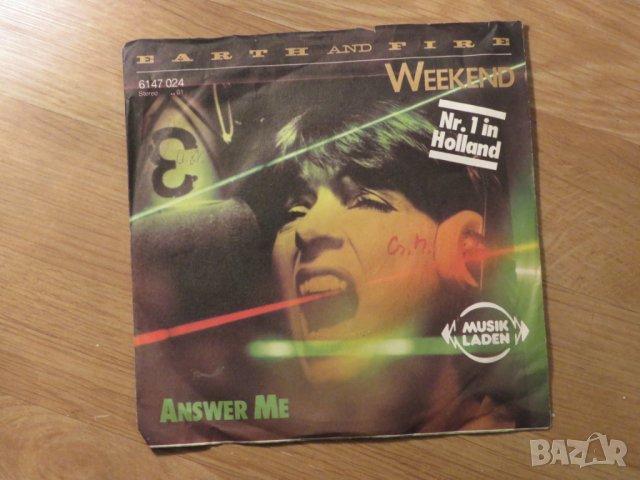 EARTH AND FIRE
6147 024
WEEKEND
Stereo
Nr. 1 in
Holland
MUSIK
LADEN
ANSWER ME
BAZAR